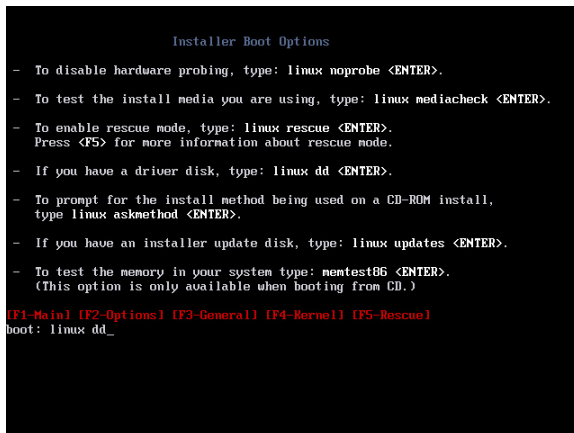 Installer Boot Options
- To disable hardware probing, type: linux noprobe <ENTER>.
- To test the install media you are using, type: linux mediacheck <ENTER>.
- To enable rescue mode, type: linux rescue <ENTER>.
Press <F5> for more information about rescue mode.
- If you have a driver disk, type: linux dd <ENTER>.
- To prompt for the install method being used on a CD-ROM install,
type linux askmethod <ENTER>.
- If you have an installer update disk, type: linux updates <ENTER>.
- To test the memory in your system type: memtest86 <ENTER>.
(This option is only available when booting from CD.)
[F1-Main] [F2-Options] [F3-General] [F4-Kernel] [F5-Rescue]
boot: linux dd_